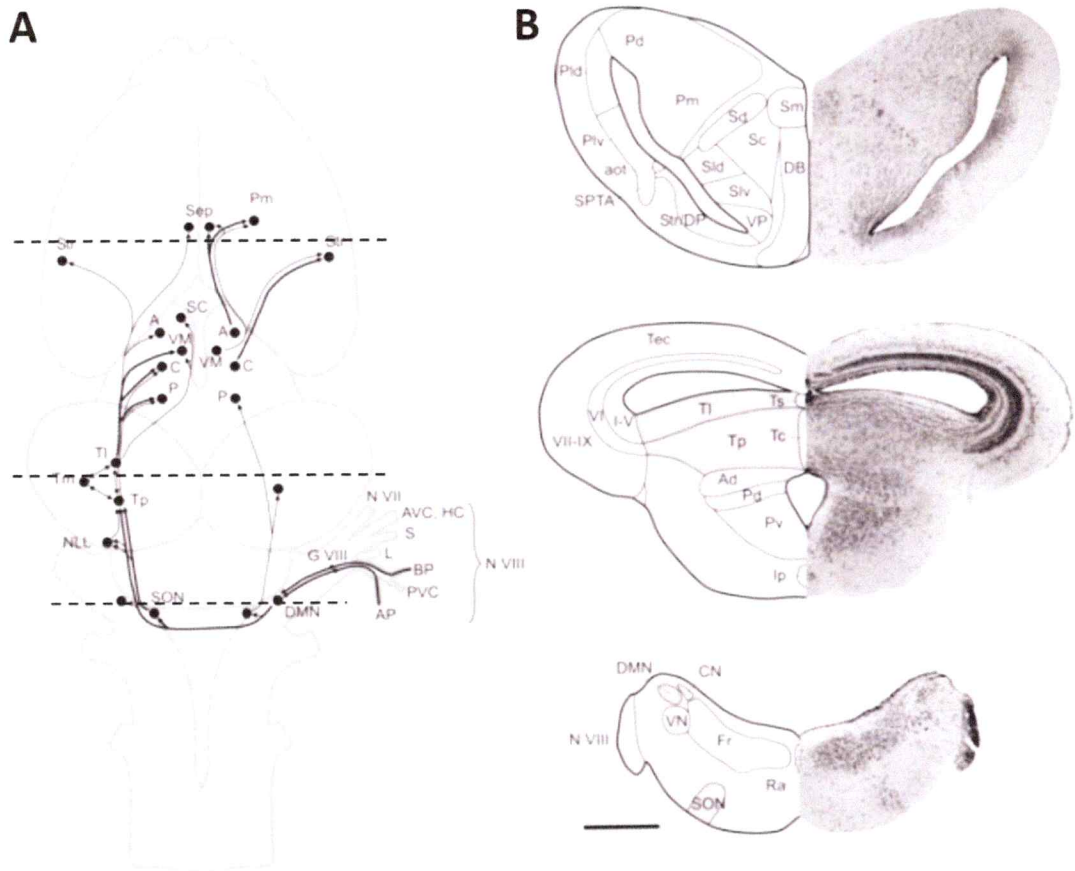 A
Sep
Pm
Str
Str
SC
A
A
VM
VM
C
C
P
P
Tl
Tm
Tp
NLL
SON
DMN
N VII
AVC, HC
S
L
G VIII
BP
PVC
AP
N VIII
B
Pd
Pld
Pm
Sm
Sd
Sc
Plv
aot
Sld
DB
Slv
SPTA
StnDP
VP
Tec
VI
I-V
Tl
Ts
VII-IX
Tp
Tc
Ad
Pd
Pv
Ip
DMN
CN
VN
N VIII
Fr
Ra
SON